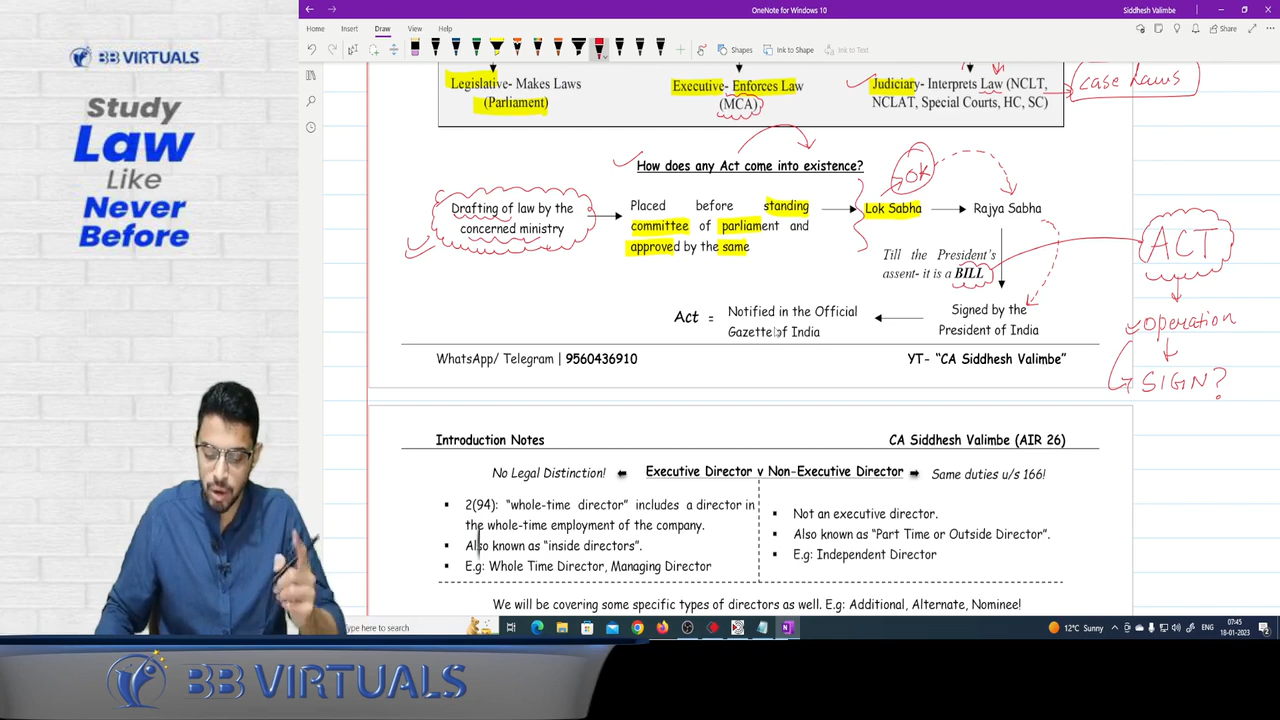 OneNote for Windows 10
Siddhesh Valimbe
Home Insert Draw View Help
Share
Shapes
Ink to Shape
Ink to Text
BB VIRTUALS
Study
Law
Like
Never
Before
Legislative- Makes Laws
(Parliament)
Executive- Enforces Law
(MCA)
Judiciary- Interprets Law (NCLT,
NCLAT, Special Courts, HC, SC)
case Laws
How does any Act come into existence?
Drafting of law by the
concerned ministry
Placed before standing
committee of parliament and
approved by the same
OK
Lok Sabha
Rajya Sabha
Till the President's
assent- it is a BILL
ACT
operation
SIGN?
Signed by the
President of India
Notified in the Official
Gazette of India
Act =
WhatsApp/ Telegram | 9560436910
YT- "CA Siddhesh Valimbe"
Introduction Notes
CA Siddhesh Valimbe (AIR 26)
No Legal Distinction!
Executive Director v Non-Executive Director
Same duties u/s 166!
▪ 2(94): "whole-time director" includes a director in
the whole-time employment of the company.
▪ Also known as "inside directors".
▪ E.g: Whole Time Director, Managing Director
▪ Not an executive director.
▪ Also known as "Part Time or Outside Director".
▪ E.g: Independent Director
We will be covering some specific types of directors as well. E.g: Additional, Alternate, Nominee!
Type here to search
12°C Sunny
ENG
07:45
18-01-2023
2
BB VIRTUALS